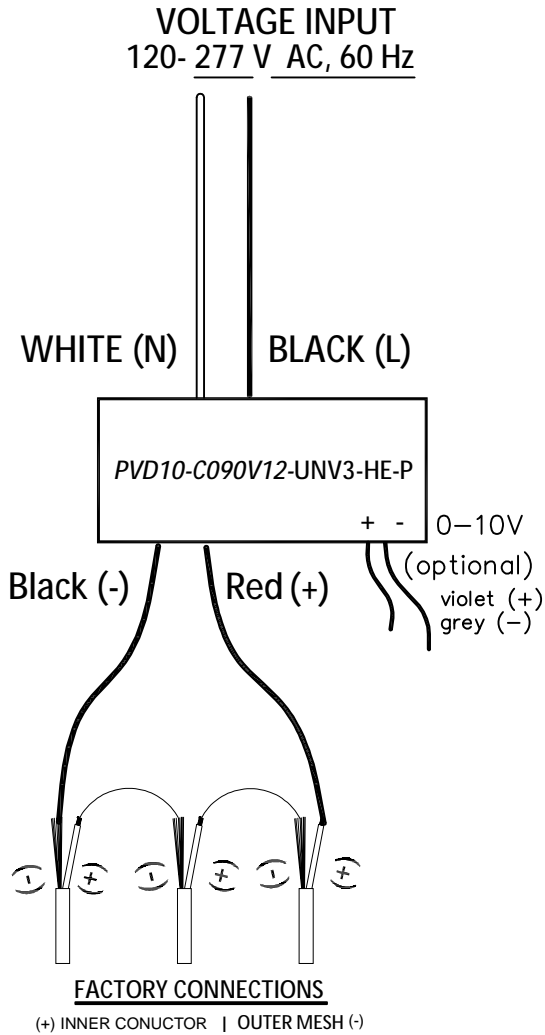 VOLTAGE INPUT
120- 277 V AC, 60 Hz
WHITE (N)
BLACK (L)
PVD10-C090V12-UNV3-HE-P
+ -
0-10V
(optional)
violet (+)
grey (-)
Black (-)
Red (+)
(-) (+) (-) (+) (-) (+)
FACTORY CONNECTIONS
(+) INNER CONUCTOR | OUTER MESH (-)